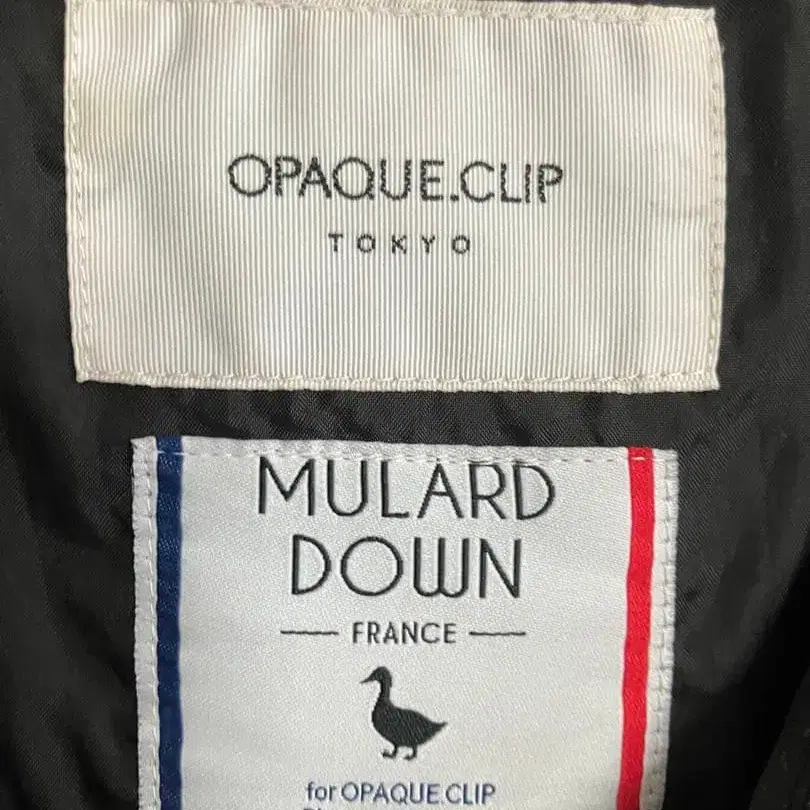 OPAQUE.CLIP
TOKYO
MULARD
DOWN
FRANCE
for OPAQUE.CLIP